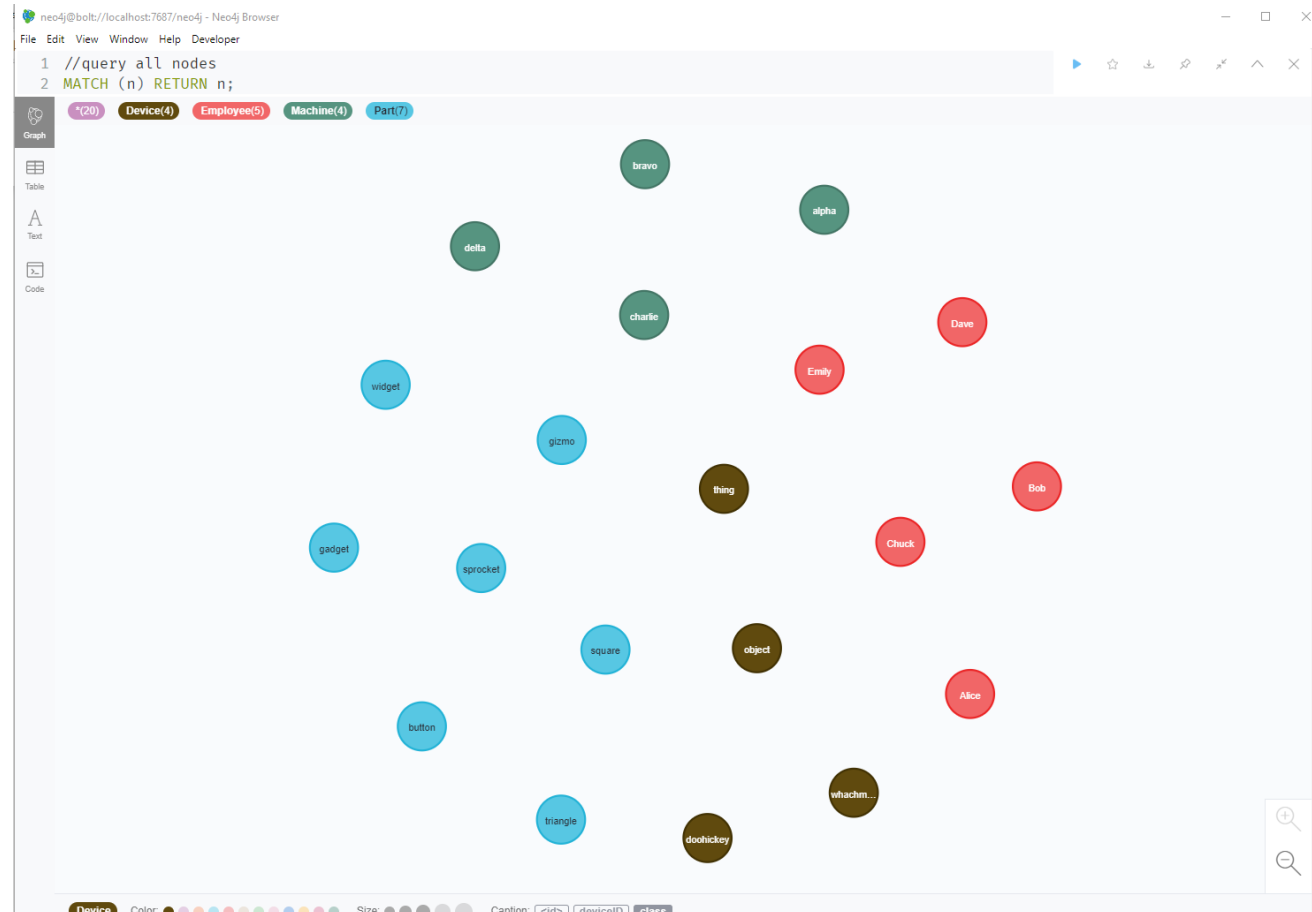 neo4j@bolt://localhost:7687/neo4j - Neo4j Browser
File Edit View Window Help Developer
1 //query all nodes
2 MATCH (n) RETURN n;
*(20) Device(4) Employee(5) Machine(4) Part(7)
Graph
Table
Text
Code
bravo
alpha
delta
charlie
Dave
Emily
widget
gizmo
thing
Bob
Chuck
gadget
sprocket
square
object
Alice
button
whachm...
triangle
doohickey
Device Color: Size: Caption: <id> deviceID class